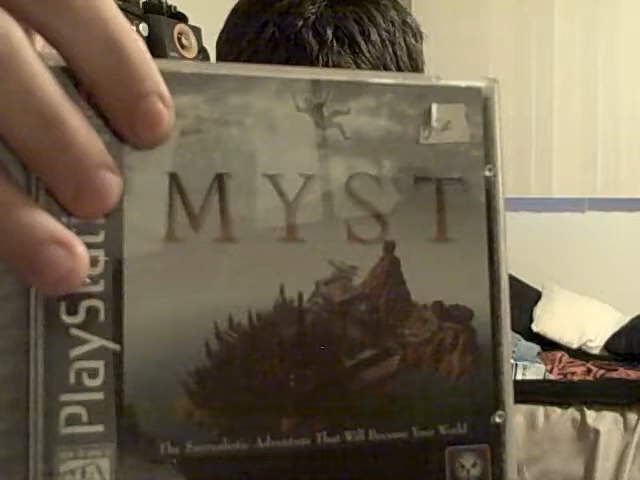 PlayStation
MYST
The Surrealistic Adventure That Will Become Your World